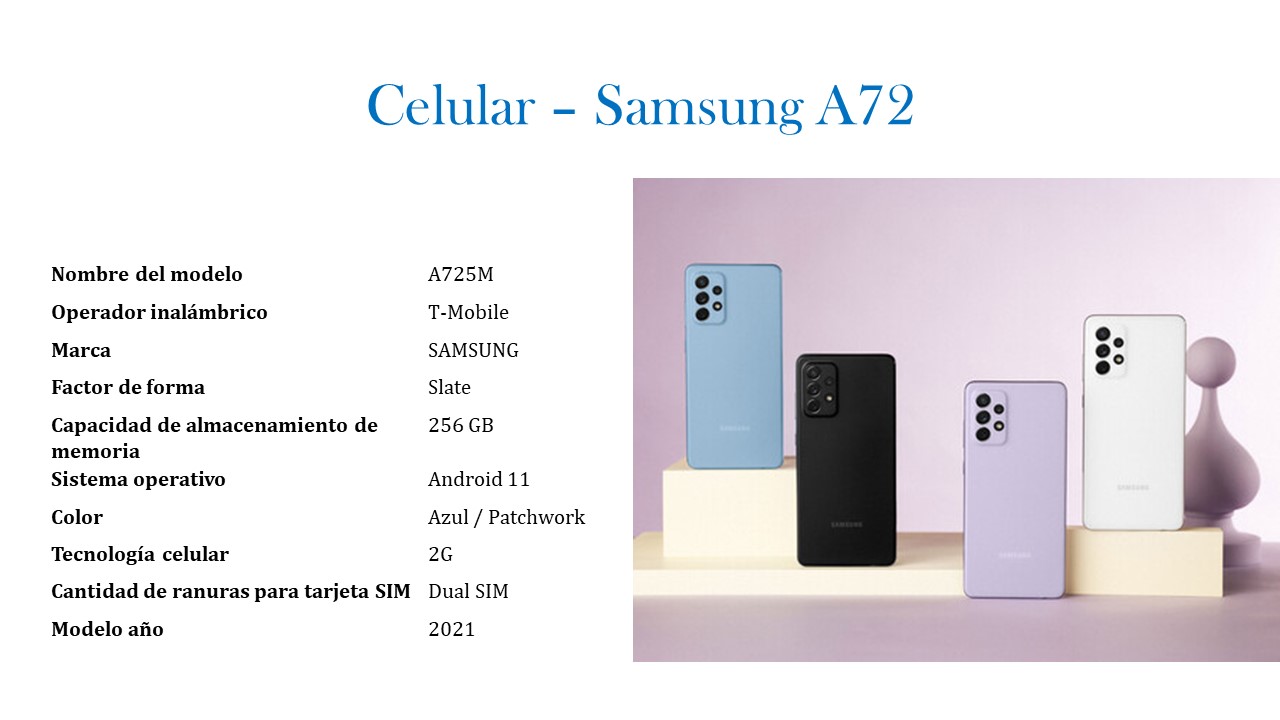 Celular – Samsung A72
Nombre del modelo A725M
Operador inalámbrico T-Mobile
Marca SAMSUNG
Factor de forma Slate
Capacidad de almacenamiento de 256 GB
memoria
Sistema operativo Android 11
Color Azul / Patchwork
Tecnología celular 2G
Cantidad de ranuras para tarjeta SIM Dual SIM
Modelo año 2021
SAMSUNG
SAMSUNG
SAMSUNG
SAMSUNG